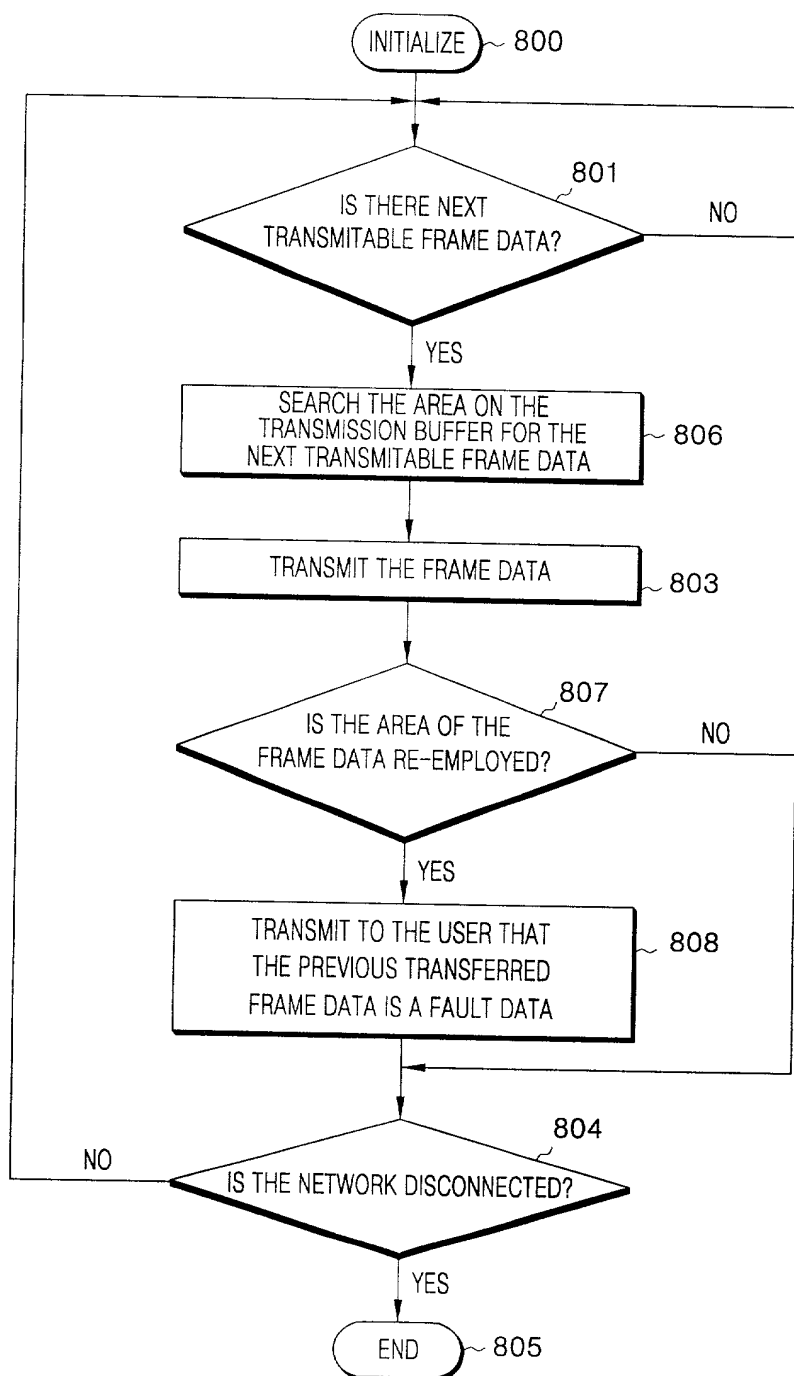 INITIALIZE
800
801
IS THERE NEXT
TRANSMITABLE FRAME DATA?
NO
YES
SEARCH THE AREA ON THE
TRANSMISSION BUFFER FOR THE
NEXT TRANSMITABLE FRAME DATA
806
TRANSMIT THE FRAME DATA
803
807
IS THE AREA OF THE
FRAME DATA RE-EMPLOYED?
NO
YES
TRANSMIT TO THE USER THAT
THE PREVIOUS TRANSFERRED
FRAME DATA IS A FAULT DATA
808
804
NO
IS THE NETWORK DISCONNECTED?
YES
END
805